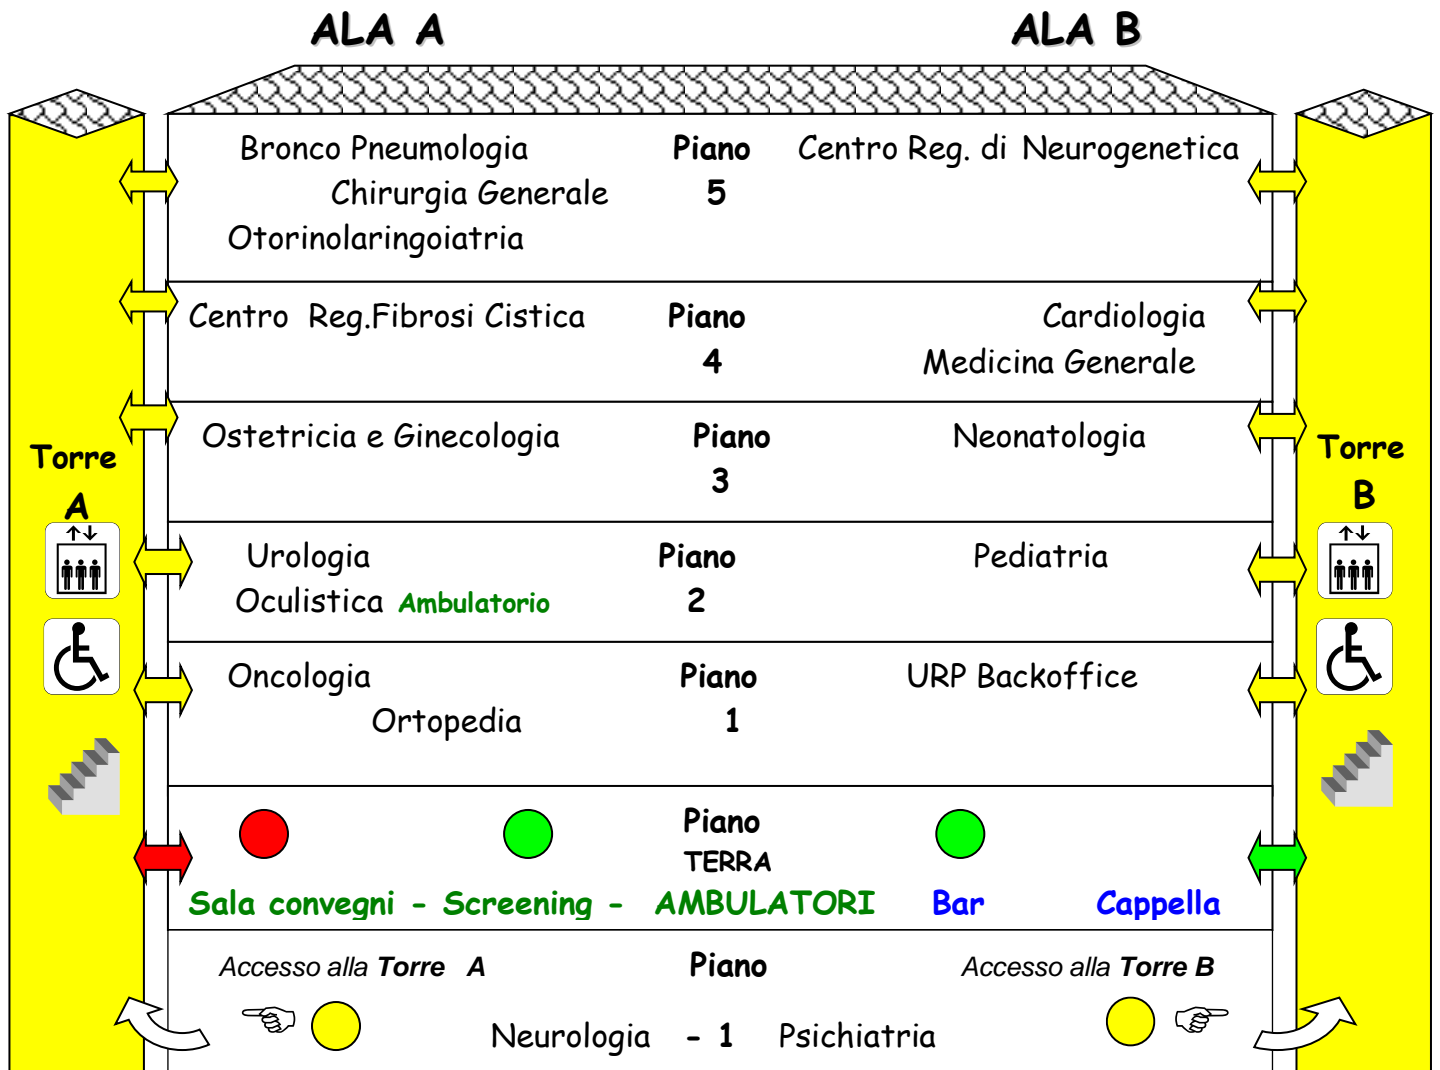 ALA A ALA B
Bronco Pneumologia Piano Centro Reg. di Neurogenetica
Chirurgia Generale 5
Otorinolaringoiatria
Centro Reg.Fibrosi Cistica Piano Cardiologia
4 Medicina Generale
Ostetricia e Ginecologia Piano Neonatologia
3
Torre
A
Torre
B
Urologia Piano Pediatria
Oculistica Ambulatorio 2
Oncologia Piano URP Backoffice
Ortopedia 1
Piano
TERRA
Sala convegni - Screening - AMBULATORI Bar Cappella
Accesso alla Torre A Piano Accesso alla Torre B
Neurologia - 1 Psichiatria